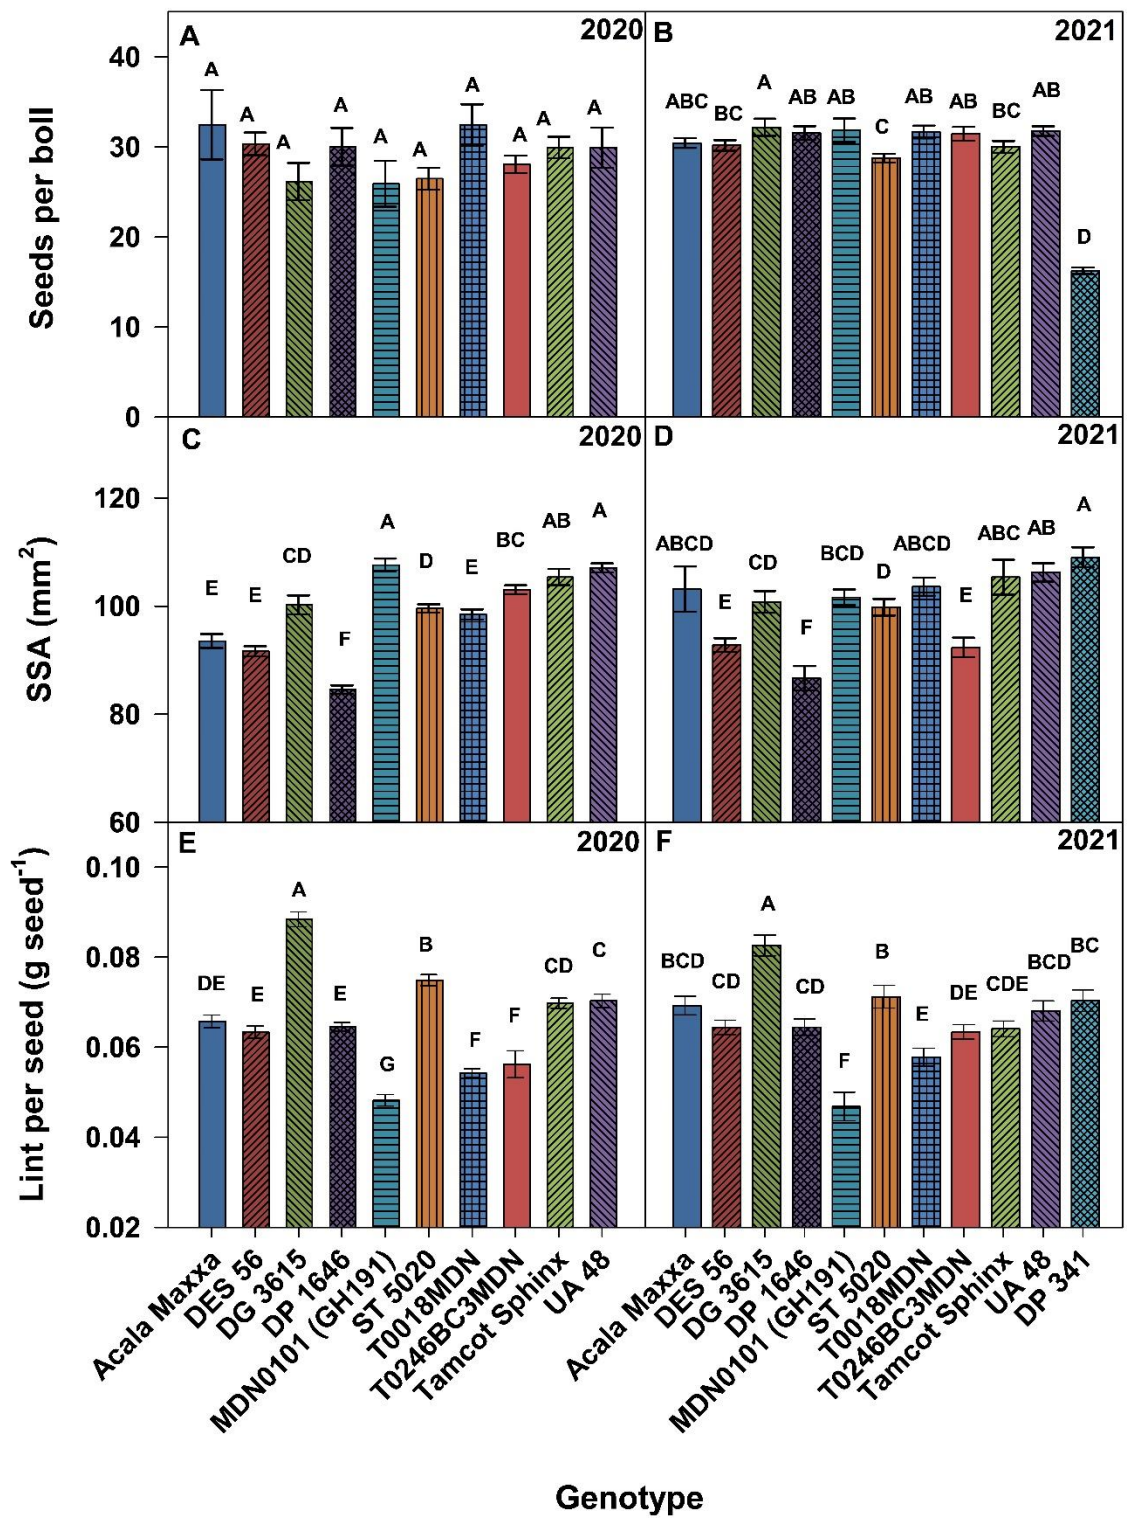 A 2020
B 2021
Seeds per boll
40
30
20
10
0
A A A A A A A A A A
ABC BC A AB AB C AB AB BC AB D
C 2020
D 2021
SSA (mm²)
120
100
80
60
E E CD F A D E BC AB A
ABCD E CD F BCD D ABCD E ABC AB A
E 2020
F 2021
Lint per seed (g seed⁻¹)
0.10
0.08
0.06
0.04
0.02
DE E A E G B F F CD C
BCD CD A CD F B E DE CDE BCD BC
Acala Maxxa
DES 56
DG 3615
DP 1646
MDN0101 (GH191)
ST 5020
T0018MDN
T0246BC3MDN
Tamcot Sphinx
UA 48
Acala Maxxa
DES 56
DG 3615
DP 1646
MDN0101 (GH191)
ST 5020
T0018MDN
T0246BC3MDN
Tamcot Sphinx
UA 48
DP 341
Genotype